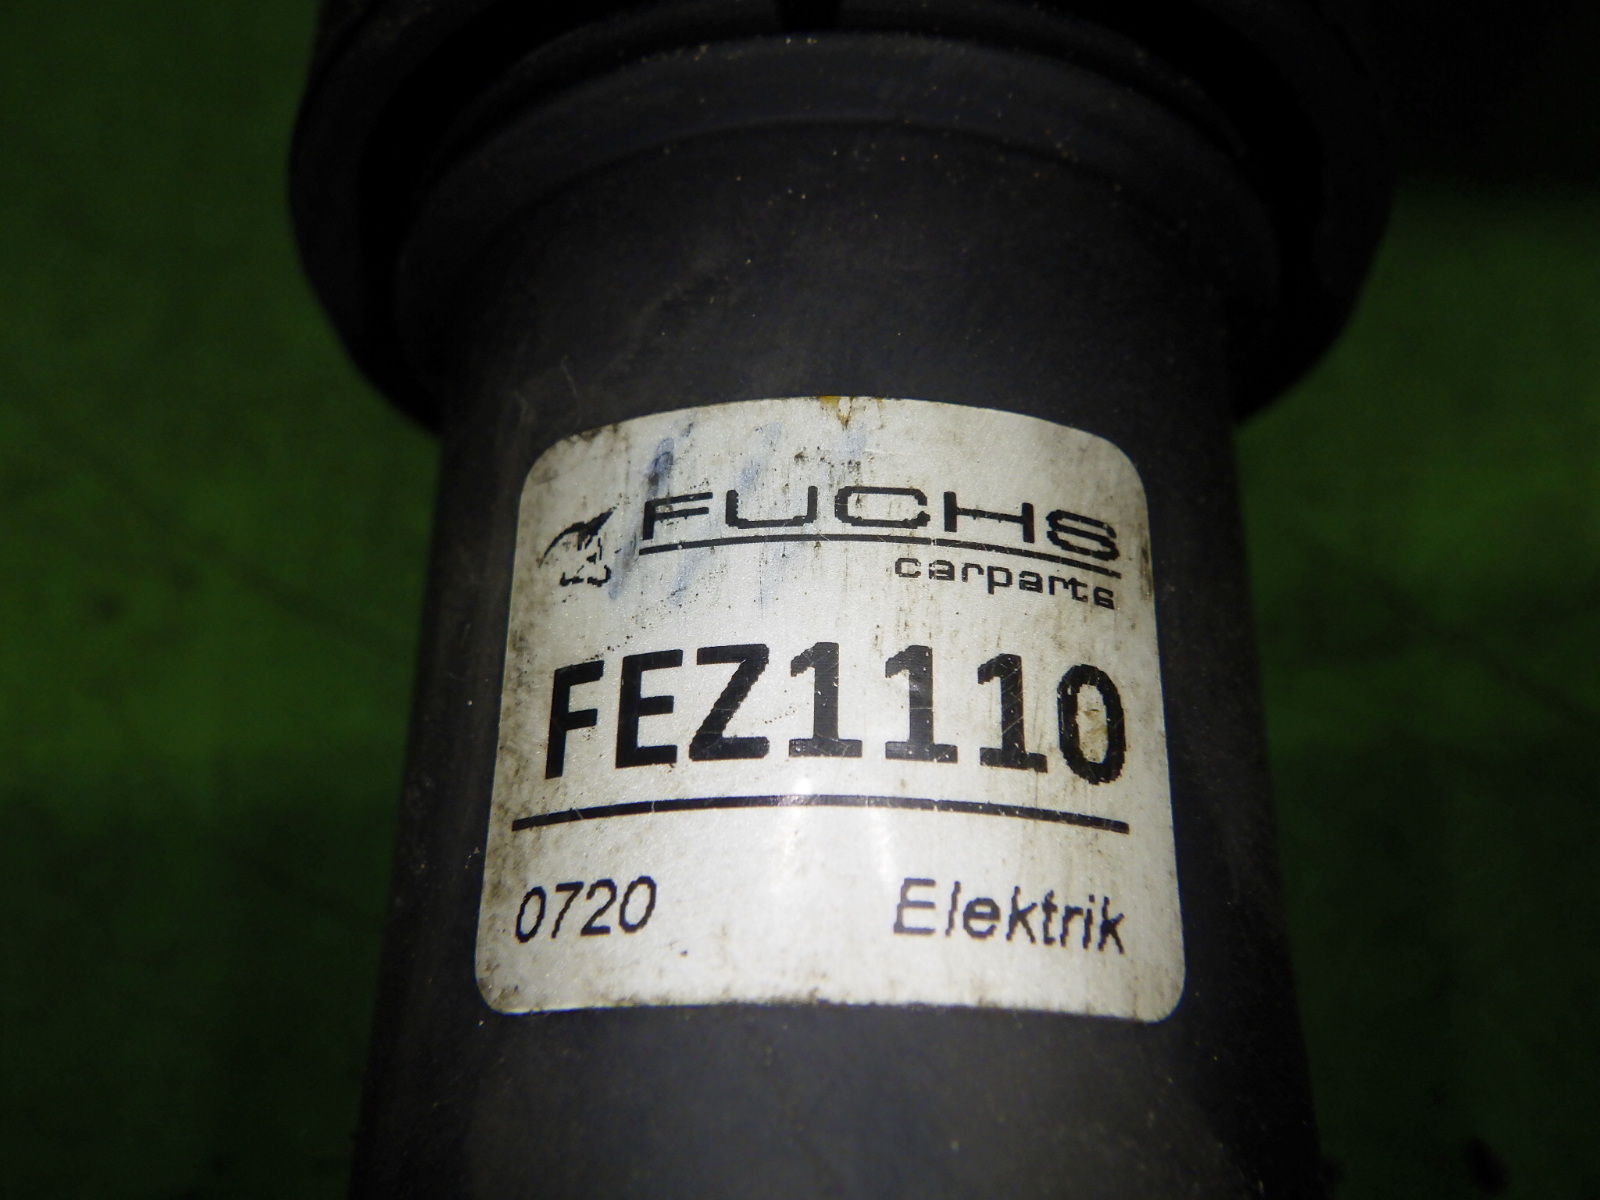 FUCHS
carparts
FEZ1110
0720 Elektrik